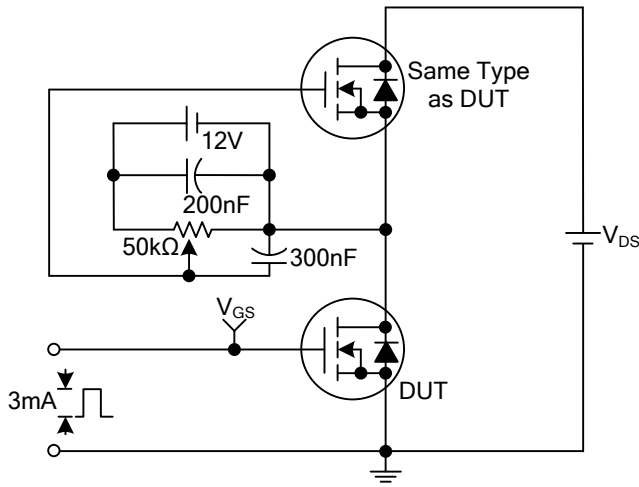 Same Type
as DUT
12V
200nF
50kΩ
300nF
V_DS
V_GS
DUT
3mA